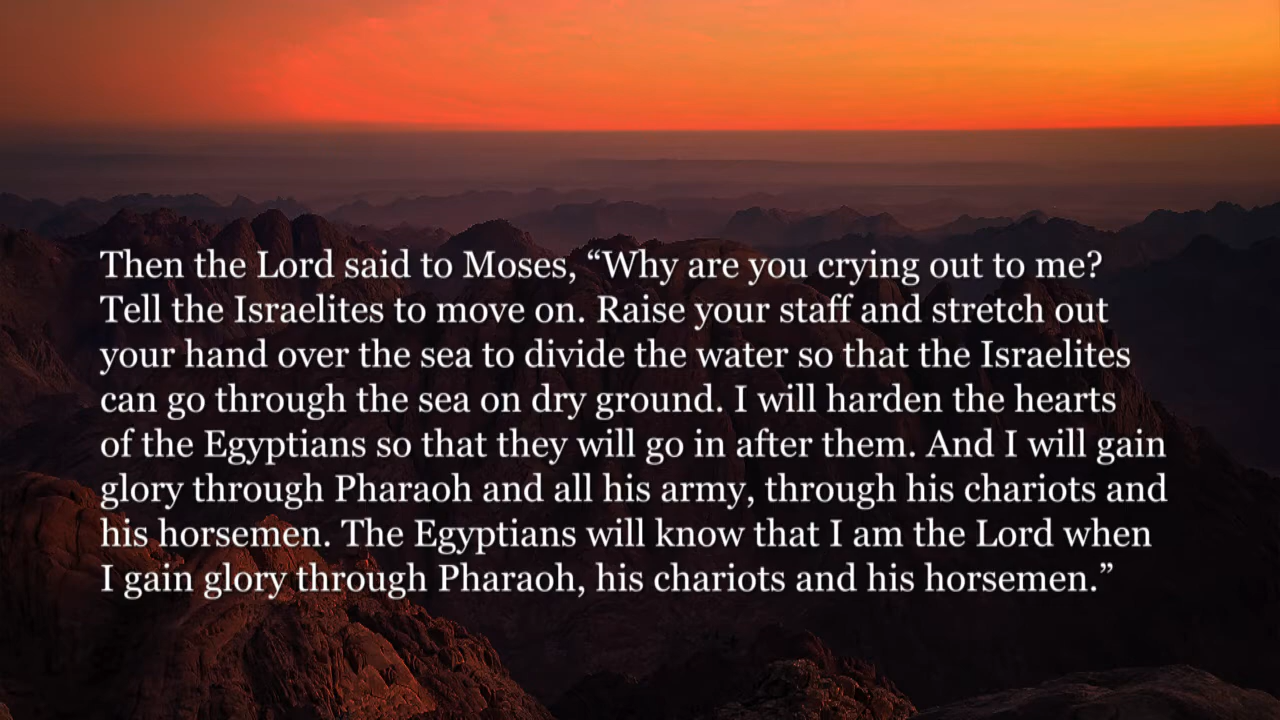 Then the Lord said to Moses, “Why are you crying out to me?
Tell the Israelites to move on. Raise your staff and stretch out
your hand over the sea to divide the water so that the Israelites
can go through the sea on dry ground. I will harden the hearts
of the Egyptians so that they will go in after them. And I will gain
glory through Pharaoh and all his army, through his chariots and
his horsemen. The Egyptians will know that I am the Lord when
I gain glory through Pharaoh, his chariots and his horsemen.”